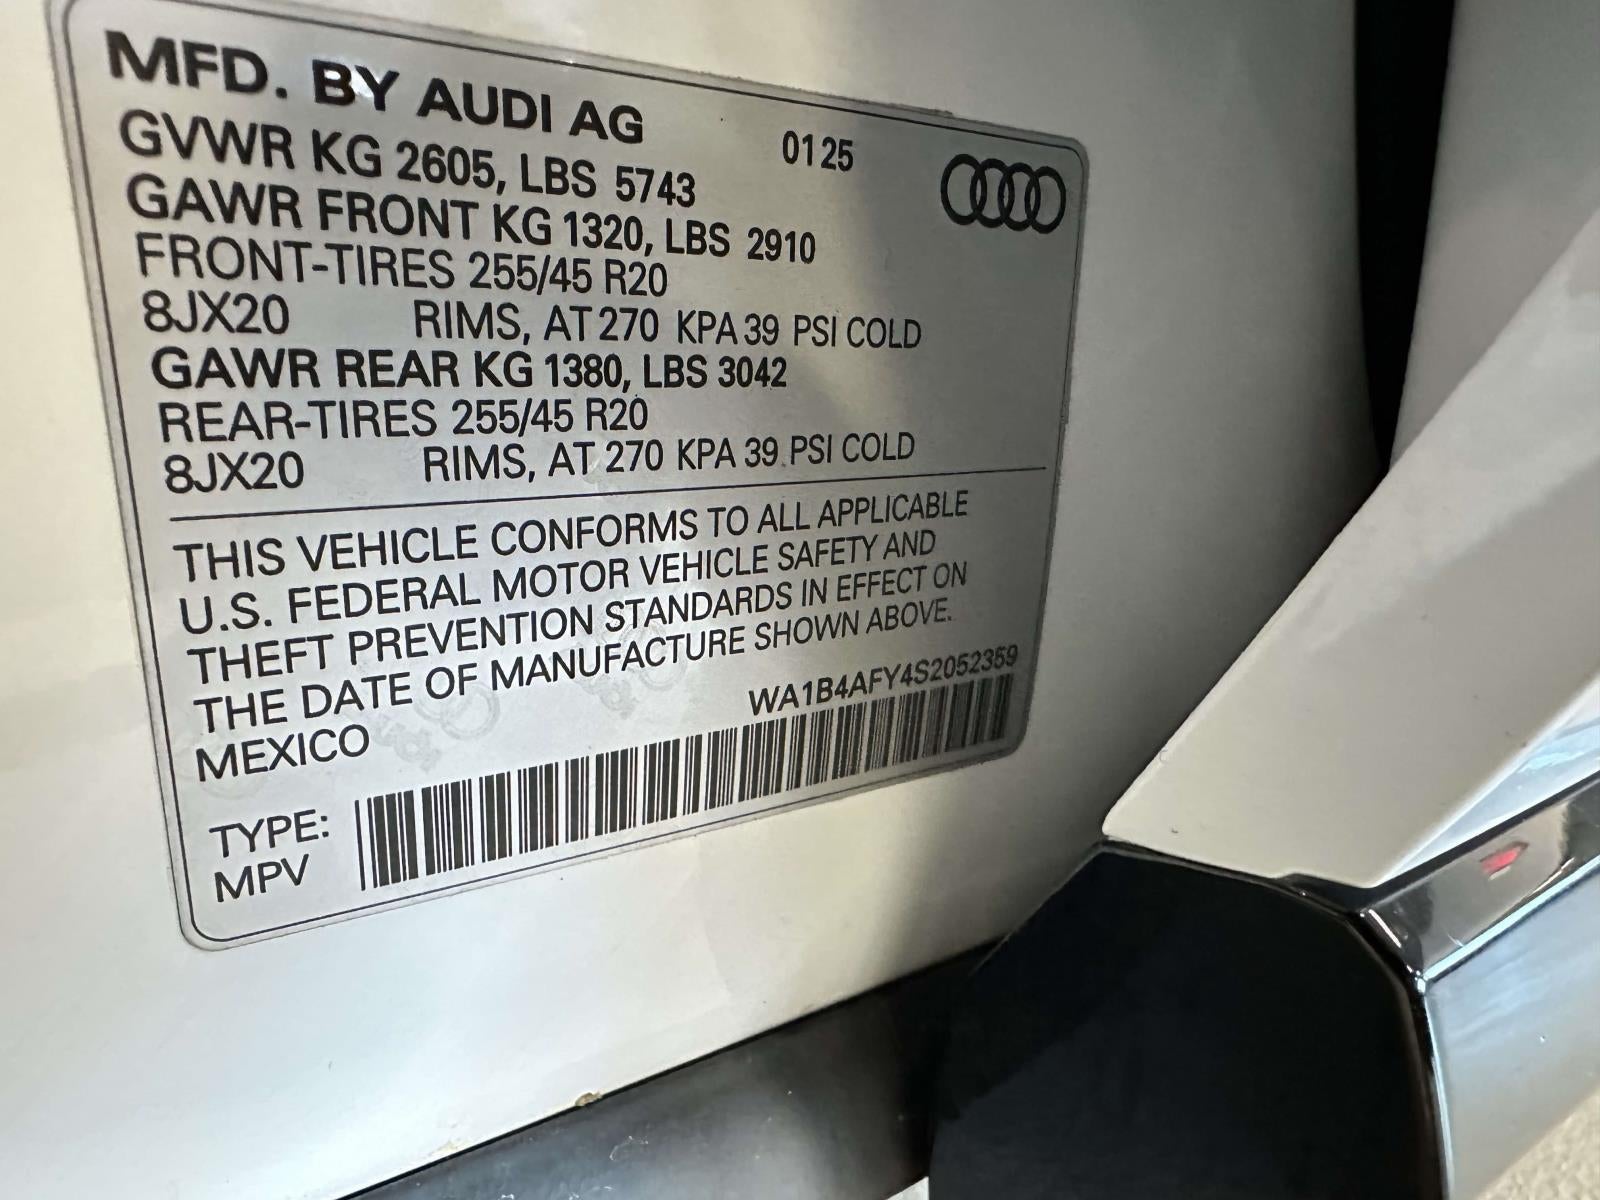 MFD. BY AUDI AG 0125
GVWR KG 2605, LBS 5743
GAWR FRONT KG 1320, LBS 2910
FRONT-TIRES 255/45 R20
8JX20 RIMS, AT 270 KPA 39 PSI COLD
GAWR REAR KG 1380, LBS 3042
REAR-TIRES 255/45 R20
8JX20 RIMS, AT 270 KPA 39 PSI COLD
THIS VEHICLE CONFORMS TO ALL APPLICABLE
U.S. FEDERAL MOTOR VEHICLE SAFETY AND
THEFT PREVENTION STANDARDS IN EFFECT ON
THE DATE OF MANUFACTURE SHOWN ABOVE.
MEXICO WA1B4AFY4S2052359
TYPE:
MPV